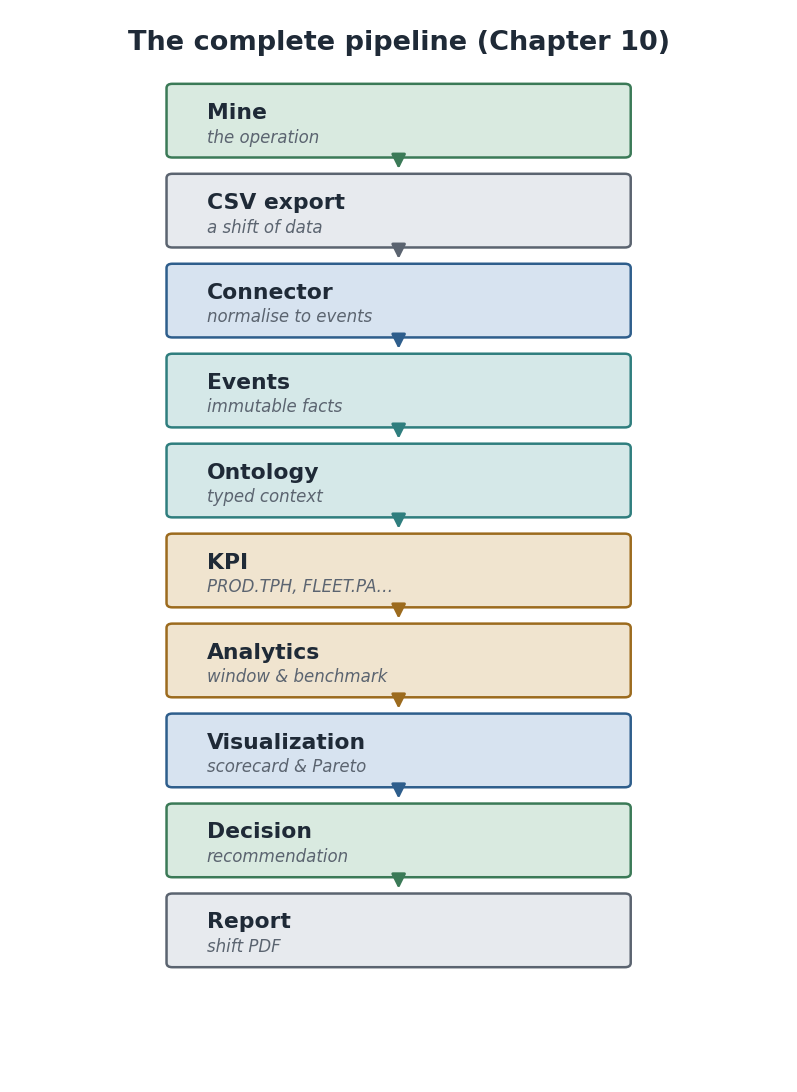 The complete pipeline (Chapter 10)
Mine
the operation
CSV export
a shift of data
Connector
normalise to events
Events
immutable facts
Ontology
typed context
KPI
PROD.TPH, FLEET.PA…
Analytics
window & benchmark
Visualization
scorecard & Pareto
Decision
recommendation
Report
shift PDF